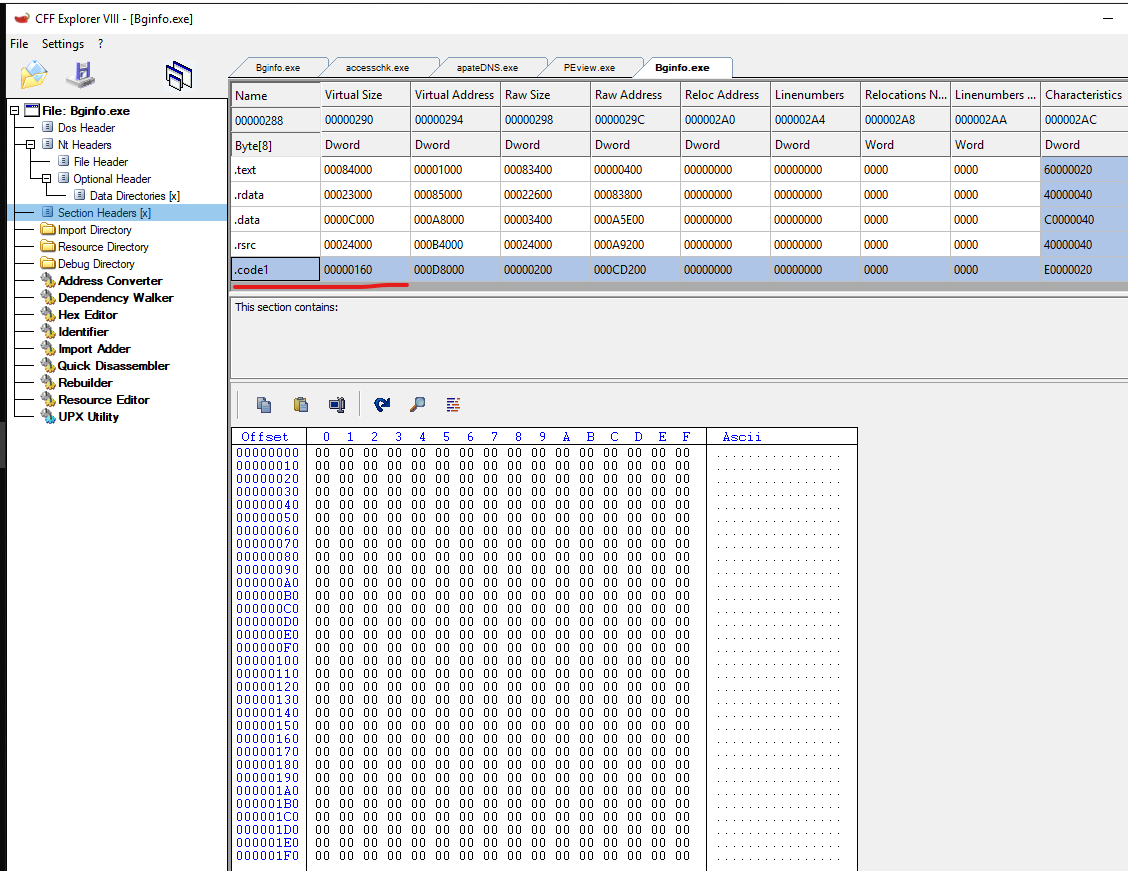 CFF Explorer VIII - [Bginfo.exe]
File Settings ?
Bginfo.exe accesschk.exe apateDNS.exe PEview.exe Bginfo.exe
File: Bginfo.exe
Dos Header
Nt Headers
File Header
Optional Header
Data Directories [x]
Section Headers [x]
Import Directory
Resource Directory
Debug Directory
Address Converter
Dependency Walker
Hex Editor
Identifier
Import Adder
Quick Disassembler
Rebuilder
Resource Editor
UPX Utility
Name Virtual Size Virtual Address Raw Size Raw Address Reloc Address Linenumbers Relocations N... Linenumbers ... Characteristics
00000288 00000290 00000294 00000298 0000029C 000002A0 000002A4 000002A8 000002AA 000002AC
Byte[8] Dword Dword Dword Dword Dword Dword Word Word Dword
.text 00084000 00001000 00083400 00000400 00000000 00000000 0000 0000 60000020
.rdata 00023000 00085000 00022600 00083800 00000000 00000000 0000 0000 40000040
.data 0000C000 000A8000 00003400 000A5E00 00000000 00000000 0000 0000 C0000040
.rsrc 00024000 000B4000 00024000 000A9200 00000000 00000000 0000 0000 40000040
.code1 00000160 000D8000 00000200 000CD200 00000000 00000000 0000 0000 E0000020
This section contains:
Offset 0 1 2 3 4 5 6 7 8 9 A B C D E F Ascii
00000000 00 00 00 00 00 00 00 00 00 00 00 00 00 00 00 00 ................
00000010 00 00 00 00 00 00 00 00 00 00 00 00 00 00 00 00 ................
00000020 00 00 00 00 00 00 00 00 00 00 00 00 00 00 00 00 ................
00000030 00 00 00 00 00 00 00 00 00 00 00 00 00 00 00 00 ................
00000040 00 00 00 00 00 00 00 00 00 00 00 00 00 00 00 00 ................
00000050 00 00 00 00 00 00 00 00 00 00 00 00 00 00 00 00 ................
00000060 00 00 00 00 00 00 00 00 00 00 00 00 00 00 00 00 ................
00000070 00 00 00 00 00 00 00 00 00 00 00 00 00 00 00 00 ................
00000080 00 00 00 00 00 00 00 00 00 00 00 00 00 00 00 00 ................
00000090 00 00 00 00 00 00 00 00 00 00 00 00 00 00 00 00 ................
000000A0 00 00 00 00 00 00 00 00 00 00 00 00 00 00 00 00 ................
000000B0 00 00 00 00 00 00 00 00 00 00 00 00 00 00 00 00 ................
000000C0 00 00 00 00 00 00 00 00 00 00 00 00 00 00 00 00 ................
000000D0 00 00 00 00 00 00 00 00 00 00 00 00 00 00 00 00 ................
000000E0 00 00 00 00 00 00 00 00 00 00 00 00 00 00 00 00 ................
000000F0 00 00 00 00 00 00 00 00 00 00 00 00 00 00 00 00 ................
00000100 00 00 00 00 00 00 00 00 00 00 00 00 00 00 00 00 ................
00000110 00 00 00 00 00 00 00 00 00 00 00 00 00 00 00 00 ................
00000120 00 00 00 00 00 00 00 00 00 00 00 00 00 00 00 00 ................
00000130 00 00 00 00 00 00 00 00 00 00 00 00 00 00 00 00 ................
00000140 00 00 00 00 00 00 00 00 00 00 00 00 00 00 00 00 ................
00000150 00 00 00 00 00 00 00 00 00 00 00 00 00 00 00 00 ................
00000160 00 00 00 00 00 00 00 00 00 00 00 00 00 00 00 00 ................
00000170 00 00 00 00 00 00 00 00 00 00 00 00 00 00 00 00 ................
00000180 00 00 00 00 00 00 00 00 00 00 00 00 00 00 00 00 ................
00000190 00 00 00 00 00 00 00 00 00 00 00 00 00 00 00 00 ................
000001A0 00 00 00 00 00 00 00 00 00 00 00 00 00 00 00 00 ................
000001B0 00 00 00 00 00 00 00 00 00 00 00 00 00 00 00 00 ................
000001C0 00 00 00 00 00 00 00 00 00 00 00 00 00 00 00 00 ................
000001D0 00 00 00 00 00 00 00 00 00 00 00 00 00 00 00 00 ................
000001E0 00 00 00 00 00 00 00 00 00 00 00 00 00 00 00 00 ................
000001F0 00 00 00 00 00 00 00 00 00 00 00 00 00 00 00 00 ................